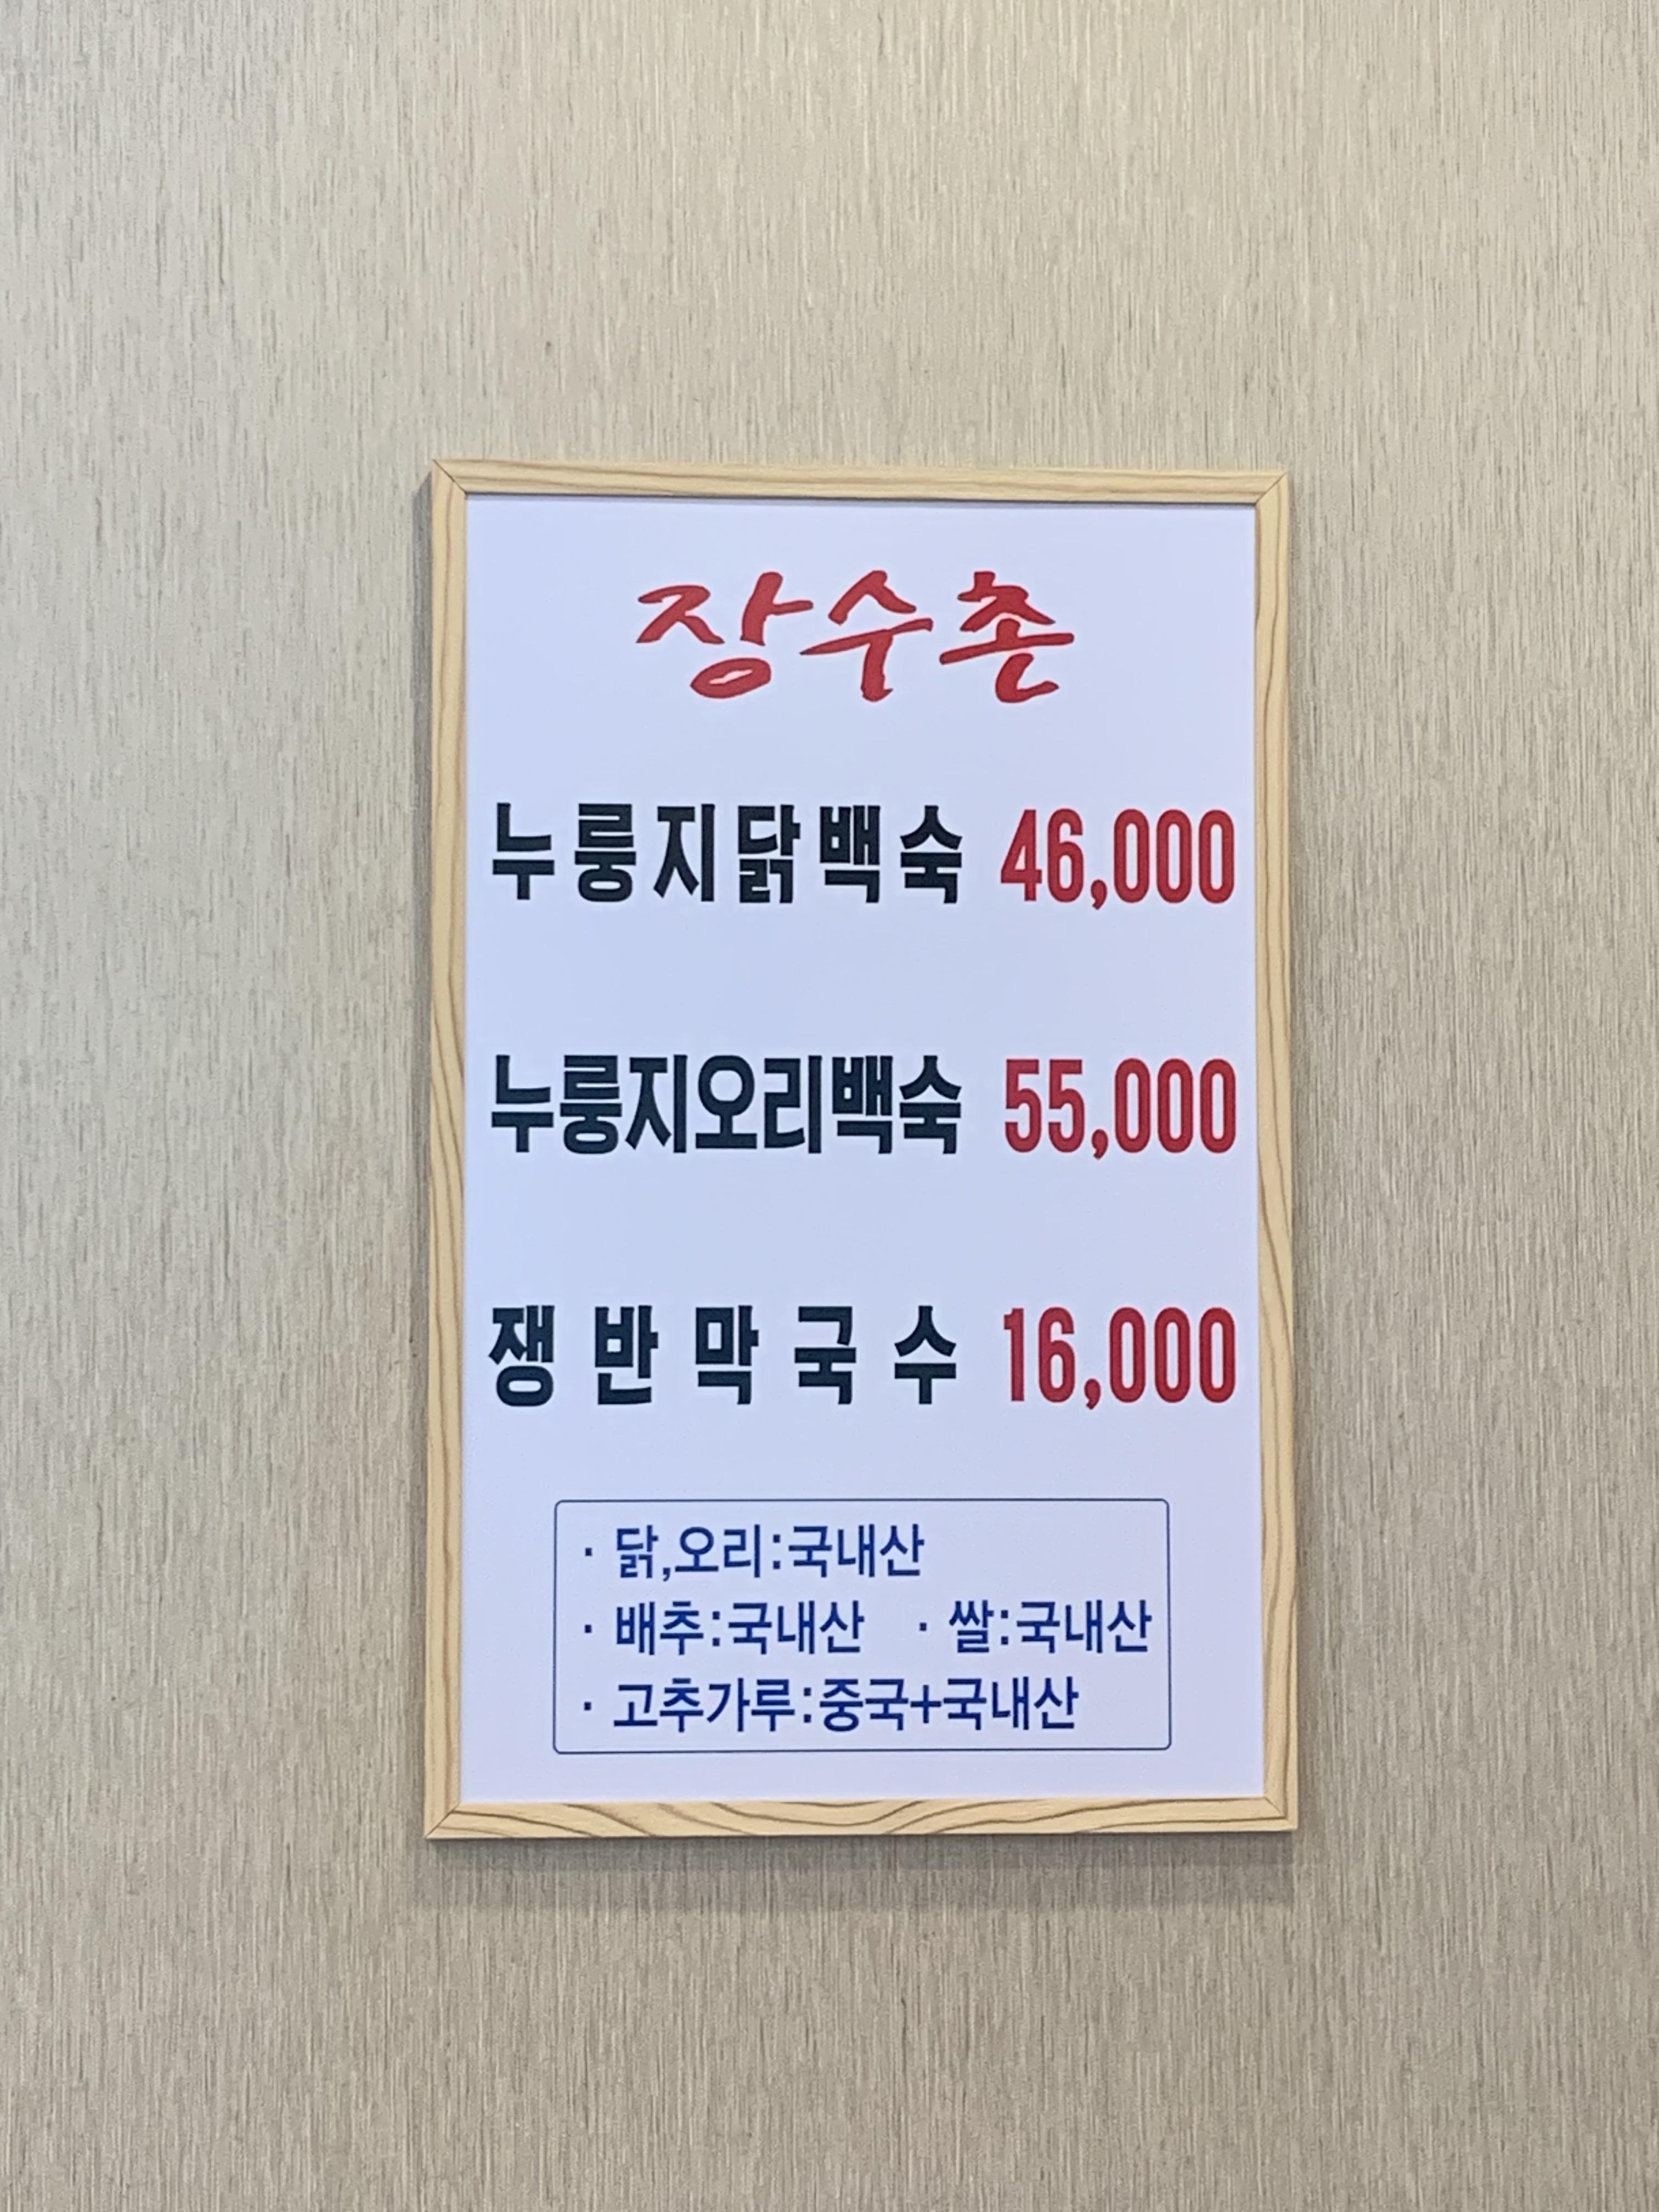 장수촌
누룽지닭백숙 46,000
누룽지오리백숙 55,000
쟁반막국수 16,000
· 닭,오리:국내산
· 배추:국내산 · 쌀:국내산
· 고추가루:중국+국내산